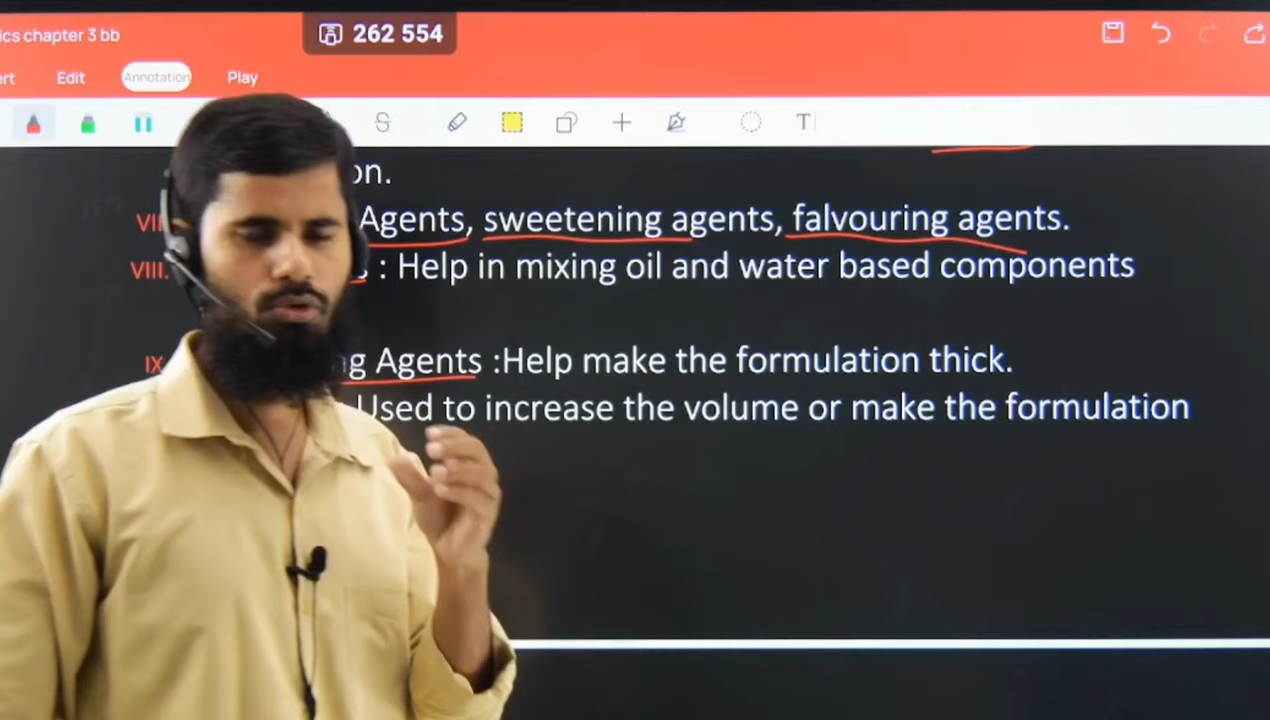 ics chapter 3 bb
262 554
ert Edit Annotation Play
on.
VII Agents, sweetening agents, falvouring agents.
VIII. s : Help in mixing oil and water based components
IX g Agents :Help make the formulation thick.
Used to increase the volume or make the formulation